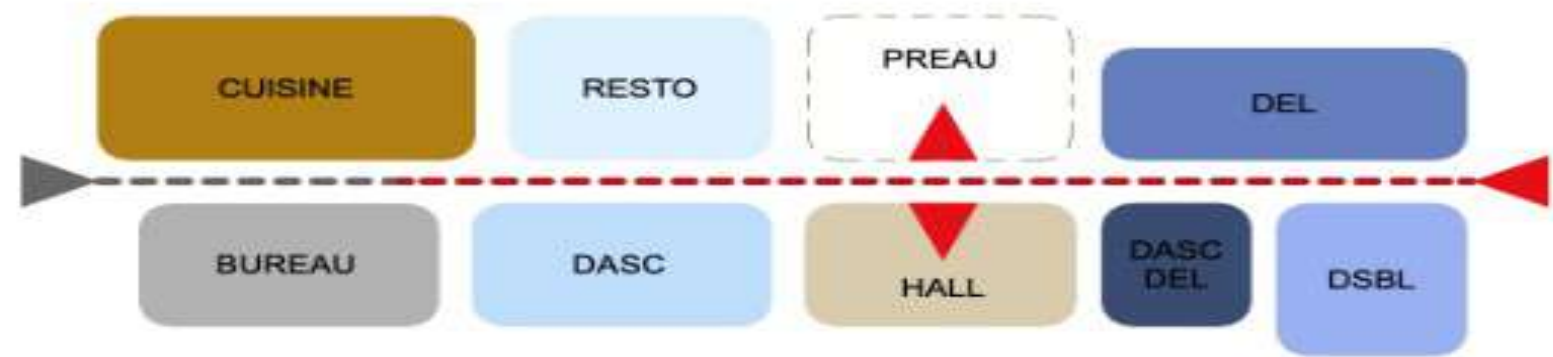 CUISINE
RESTO
PREAU
DEL
BUREAU
DASC
HALL
DASC
DEL
DSBL